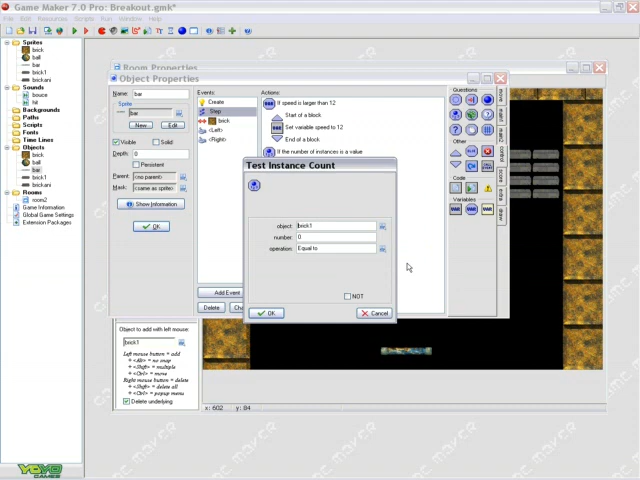 Game Maker 7.0 Pro: Breakout.gmk*
File Edit Resources Scripts Run Window Help
Sprites
brick
ball
bar
brick1
brickani
Sounds
bouce
hit
Backgrounds
Paths
Scripts
Fonts
Time Lines
Objects
brick
ball
bar
brick1
brickani
Rooms
room2
Game Information
Global Game Settings
Extension Packages
YOYO
GAMES
Room Properties
Object Properties
Name: bar
Sprite
bar
New Edit
Visible Solid
Depth: 0
Persistent
Parent: (no parent)
Mask: <same as sprite>
Show Information
OK
Events:
Create
Step
brick
<Left>
<Right>
Add Event
Delete
Actions:
If speed is larger than 12
Start of a block
Set variable speed to 12
End of a block
If the number of instances is a value
Questions
Other
Code
Variables
move
main1
main2
control
score
extra
draw
Test Instance Count
object: brick1
number: 0
operation: Equal to
NOT
OK Cancel
Object to add with left mouse:
brick1
Left mouse button = add
+ <Alt> = no snap
+ <Shift> = multiple
+ <Ctrl> = move
Right mouse button = delete
+ <Shift> = delete all
+ <Ctrl> = popup menu
Delete underlying
x: 602 y: 84